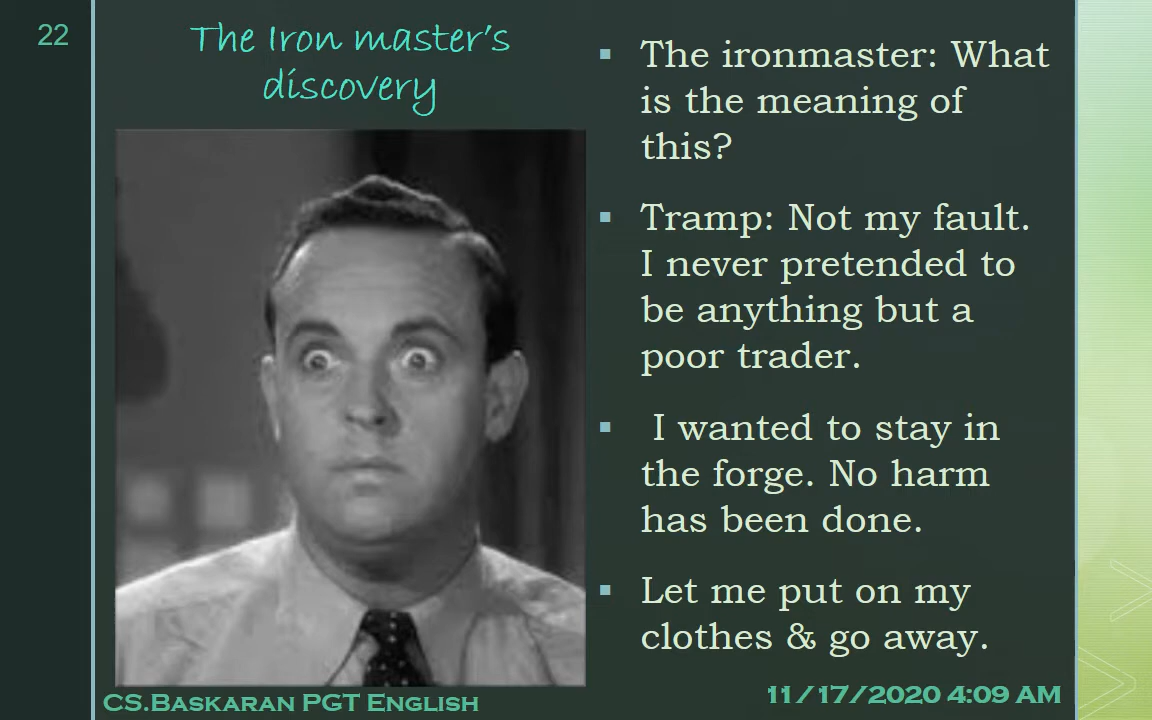 22
The Iron master's
discovery
▪ The ironmaster: What
is the meaning of
this?
▪ Tramp: Not my fault.
I never pretended to
be anything but a
poor trader.
▪ I wanted to stay in
the forge. No harm
has been done.
▪ Let me put on my
clothes & go away.
CS.Baskaran PGT English
11/17/2020 4:09 AM